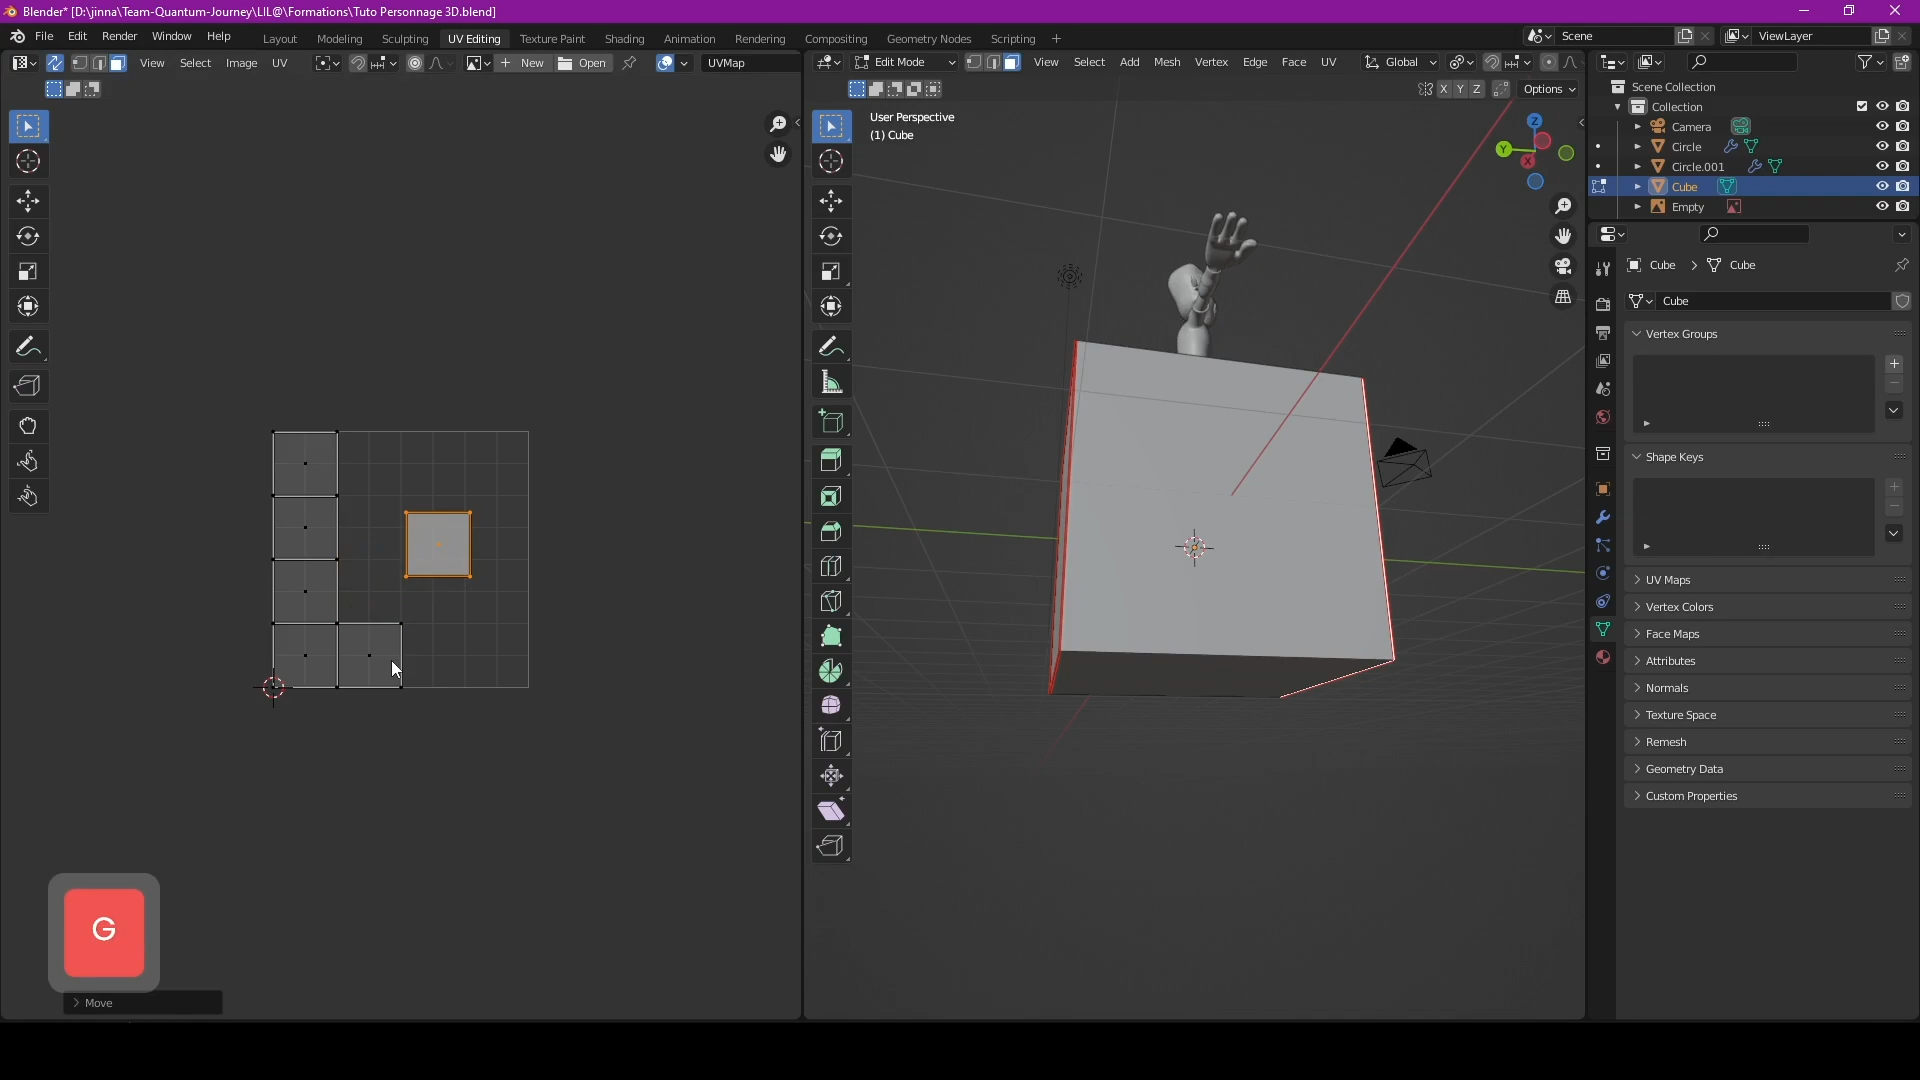 Blender* [D:\jinna\Team-Quantum-Journey\LIL@\Formations\Tuto Personnage 3D.blend]
File Edit Render Window Help Layout Modeling Sculpting UV Editing Texture Paint Shading Animation Rendering Compositing Geometry Nodes Scripting + Scene ViewLayer
View Select Image UV New Open UVMap Edit Mode View Select Add Mesh Vertex Edge Face UV Global
X Y Z Options
User Perspective
(1) Cube
Z
Y
X
Scene Collection
Collection
Camera
Circle
Circle.001
Cube
Empty
Cube > Cube
Cube
Vertex Groups
Shape Keys
UV Maps
Vertex Colors
Face Maps
Attributes
Normals
Texture Space
Remesh
Geometry Data
Custom Properties
G
Move